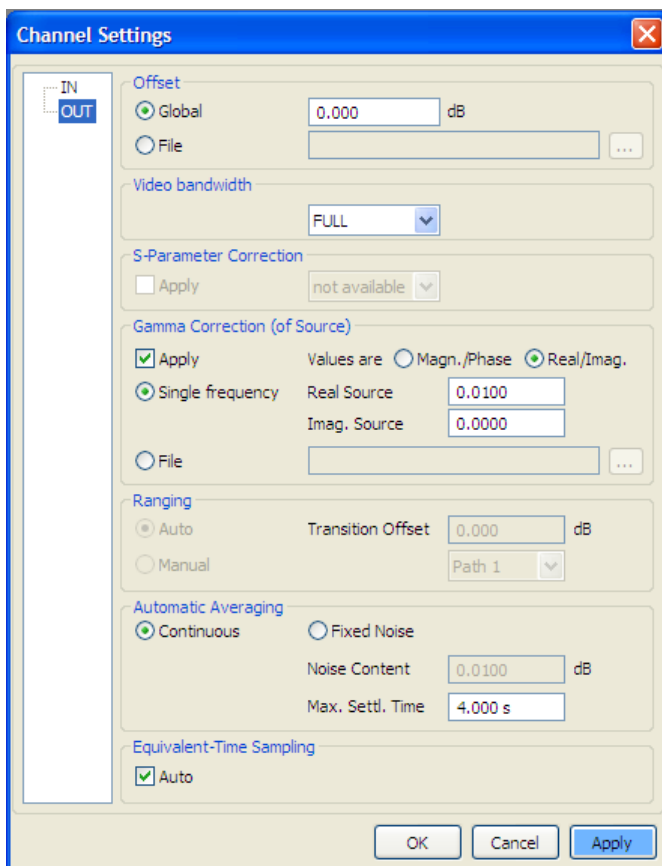 Channel Settings
IN
OUT
Offset
Global 0.000 dB
File ...
Video bandwidth
FULL
S-Parameter Correction
Apply not available
Gamma Correction (of Source)
Apply Values are Magn./Phase Real/Imag.
Single frequency Real Source 0.0100
Imag. Source 0.0000
File ...
Ranging
Auto Transition Offset 0.000 dB
Manual Path 1
Automatic Averaging
Continuous Fixed Noise
Noise Content 0.0100 dB
Max. Settl. Time 4.000 s
Equivalent-Time Sampling
Auto
OK Cancel Apply